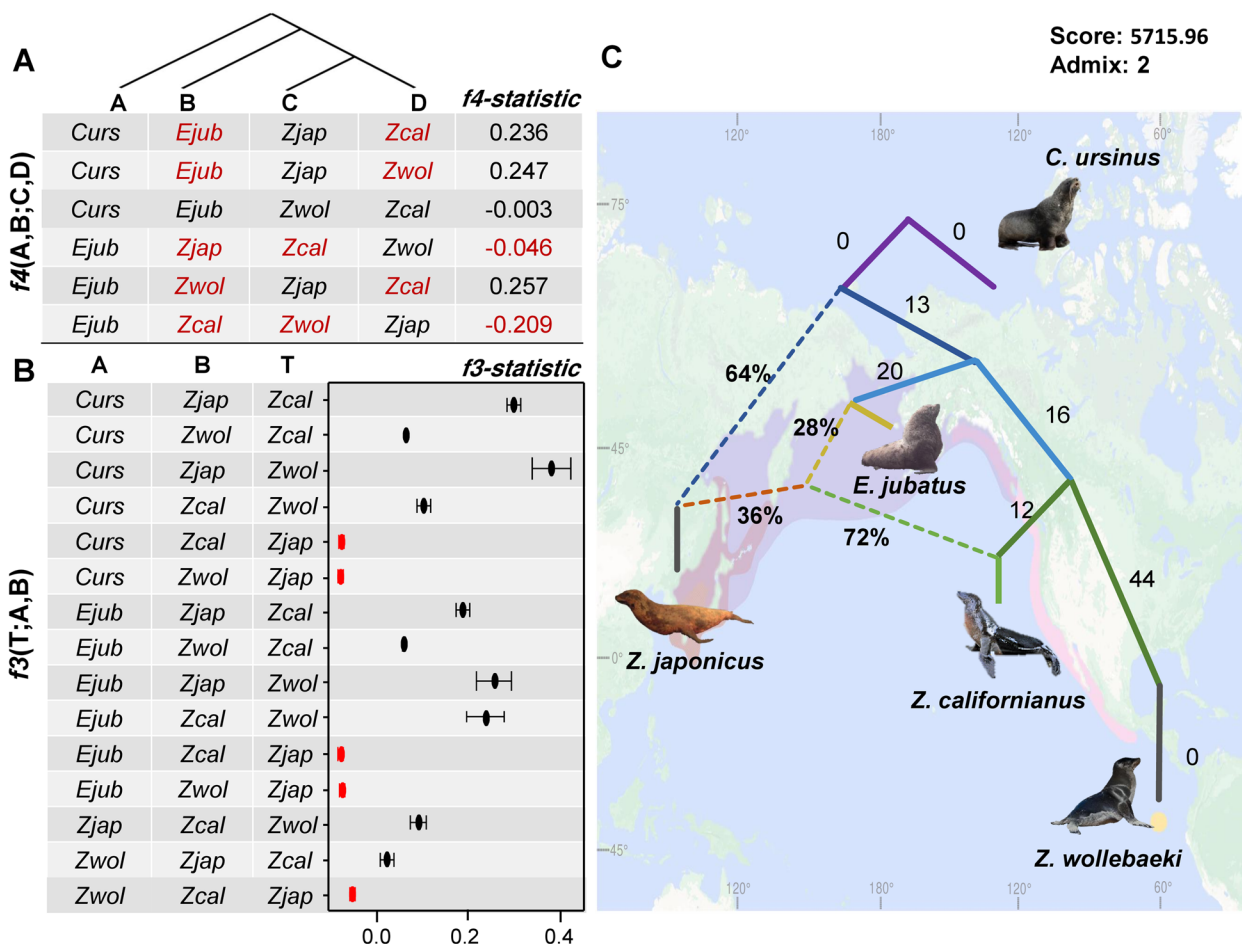 A
A B C D f4-statistic
f4(A,B;C,D)
Curs Ejub Zjap Zcal 0.236
Curs Ejub Zjap Zwol 0.247
Curs Ejub Zwol Zcal -0.003
Ejub Zjap Zcal Zwol -0.046
Ejub Zwol Zjap Zcal 0.257
Ejub Zcal Zwol Zjap -0.209
B
A B T f3-statistic
f3(T;A,B)
Curs Zjap Zcal
Curs Zwol Zcal
Curs Zjap Zwol
Curs Zcal Zwol
Curs Zcal Zjap
Curs Zwol Zjap
Ejub Zjap Zcal
Ejub Zwol Zcal
Ejub Zjap Zwol
Ejub Zcal Zwol
Ejub Zcal Zjap
Ejub Zwol Zjap
Zjap Zcal Zwol
Zwol Zjap Zcal
Zwol Zcal Zjap
0.0 0.2 0.4
C
Score: 5715.96
Admix: 2
120° 180° 120° 60°
C. ursinus
75°
0 0
13
64%
20
16
28%
45°
E. jubatus
36%
72%
12
44
Z. japonicus
0°
Z. californianus
0
Z. wollebaeki
45°
120° 180° 120° 60°